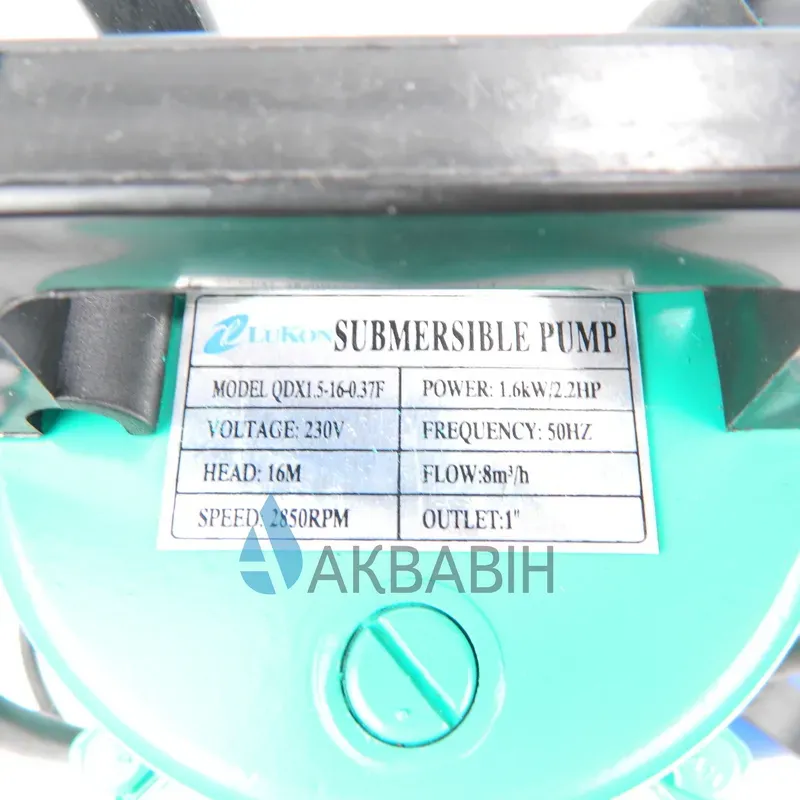 LUKON SUBMERSIBLE PUMP
MODEL QDX1.5-16-0.37F POWER: 1.6kW/2.2HP
VOLTAGE: 230V FREQUENCY: 50HZ
HEAD: 16M FLOW:8m³/h
SPEED: 2850RPM OUTLET:1"
АКВАВІН